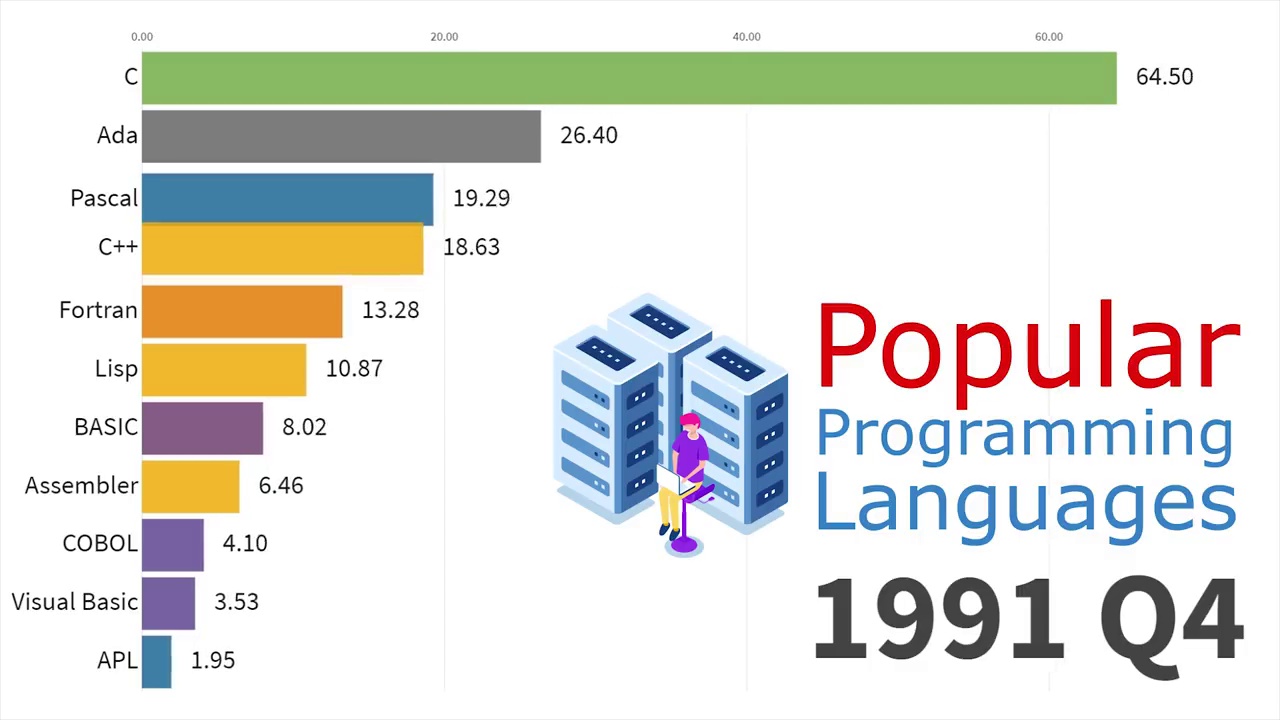 0.00 20.00 40.00 60.00
C 64.50
Ada 26.40
Pascal 19.29
C++ 18.63
Fortran 13.28
Lisp 10.87
BASIC 8.02
Assembler 6.46
COBOL 4.10
Visual Basic 3.53
APL 1.95
Popular
Programming
Languages
1991 Q4